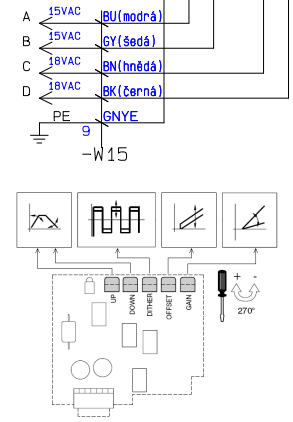 A 15VAC BU(modrá)
B 15VAC GY(šedá)
C 18VAC BN(hnědá)
D 18VAC BK(černá)
PE GNYE
9
-W15
UP
DOWN
DITHER
OFFSET
GAIN
+ -
270°